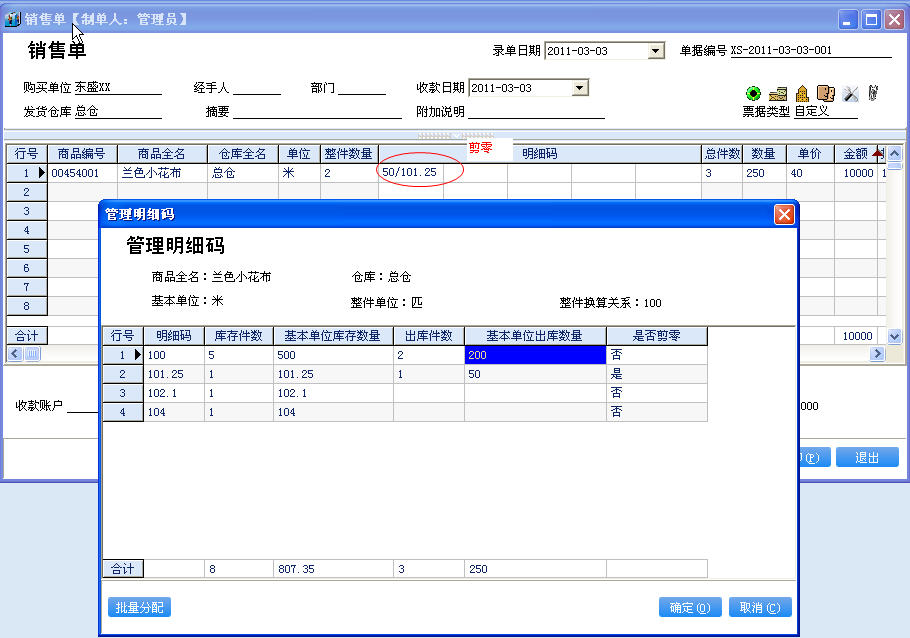 销售单【制单人：管理员】
销售单
录单日期 2011-03-03 单据编号 XS-2011-03-03-001
购买单位 东盛XX 经手人 部门 收款日期 2011-03-03
发货仓库 总仓 摘要 附加说明 票据类型 自定义
剪零
行号 商品编号 商品全名 仓库全名 单位 整件数量 明细码 总件数 数量 单价 金额
1 00454001 兰色小花布 总仓 米 2 50/101.25 3 250 40 10000 1
2
3
4
5
6
7
8
合计 10000
收款账户
000
(P) 退出
管理明细码
管理明细码
商品全名：兰色小花布 仓库：总仓
基本单位：米 整件单位：匹 整件换算关系：100
行号 明细码 库存件数 基本单位库存数量 出库件数 基本单位出库数量 是否剪零
1 100 5 500 2 200 否
2 101.25 1 101.25 1 50 是
3 102.1 1 102.1 否
4 104 1 104 否
合计 8 807.35 3 250
批量分配 确定(O) 取消(C)